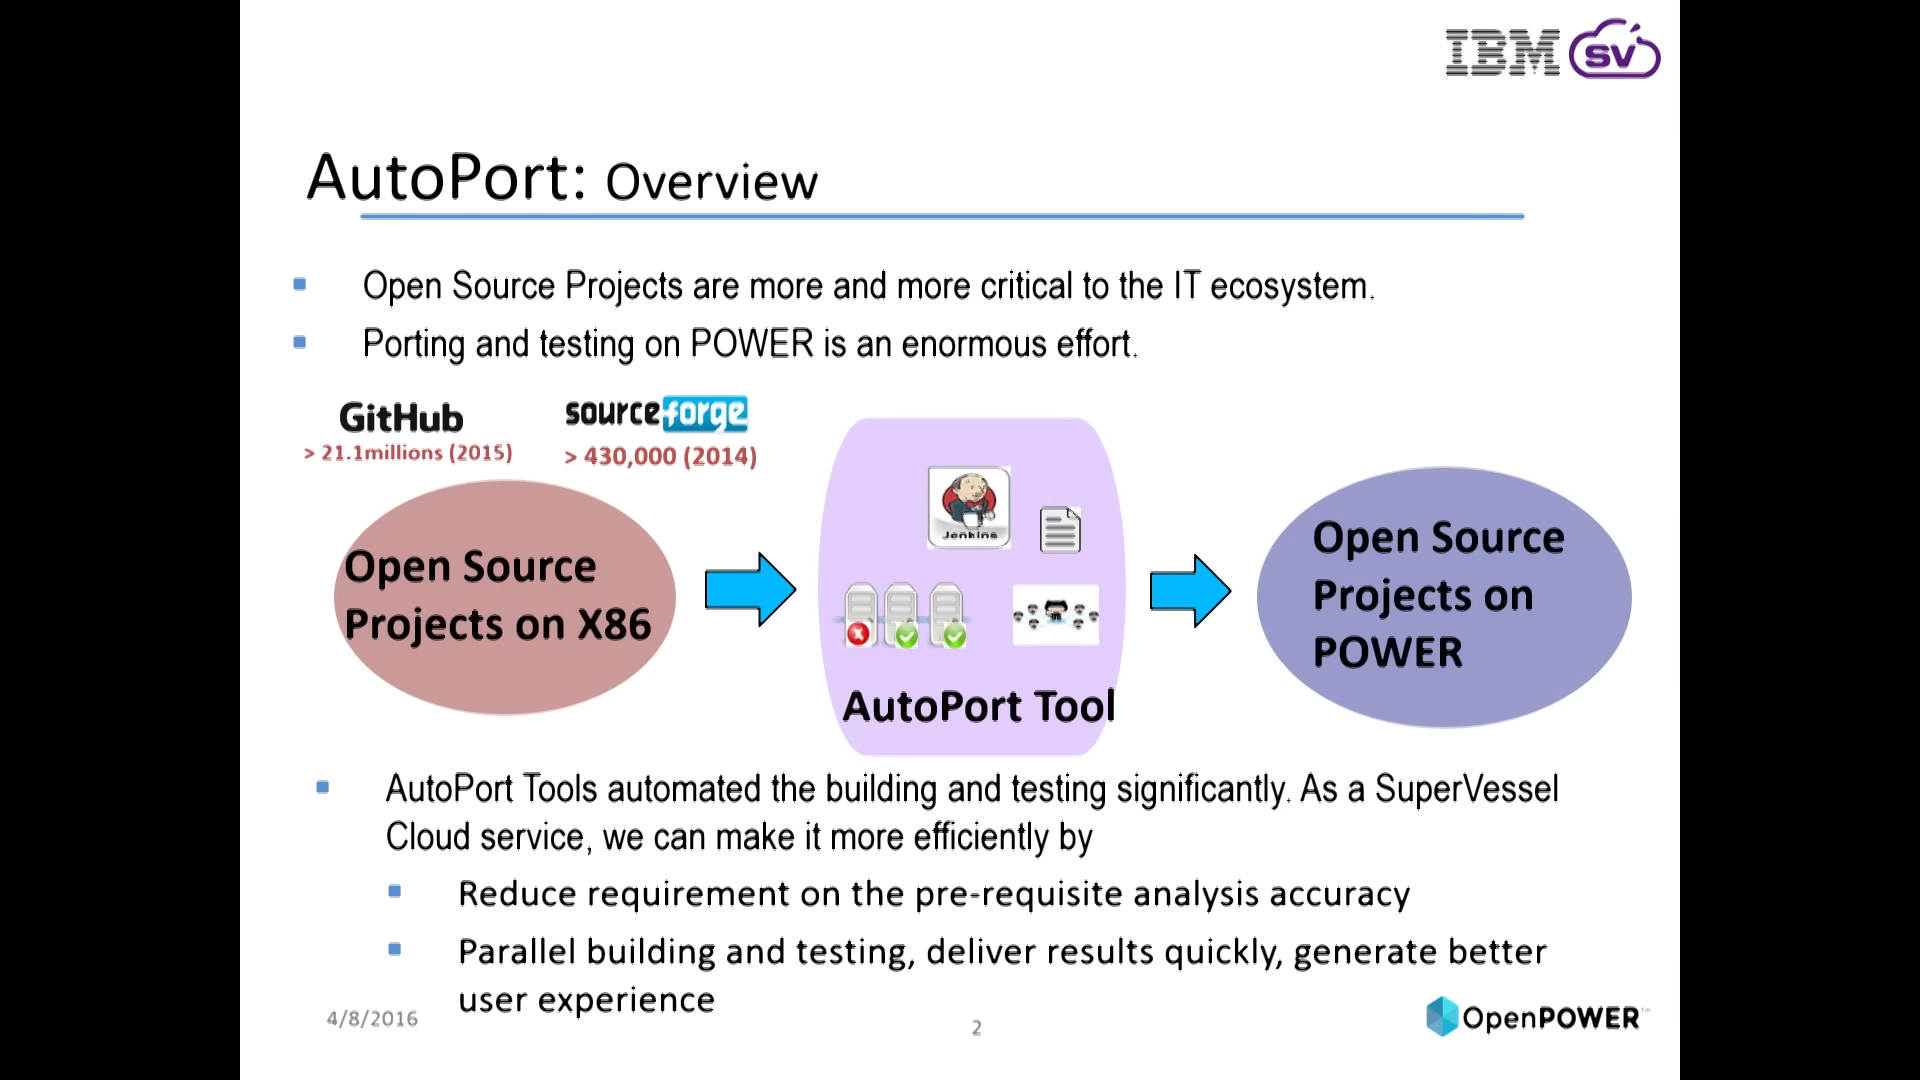 IBM SV
AutoPort: Overview
Open Source Projects are more and more critical to the IT ecosystem.
Porting and testing on POWER is an enormous effort.
GitHub
> 21.1millions (2015)
sourceforge
> 430,000 (2014)
Open Source
Projects on X86
Jenkins
AutoPort Tool
Open Source
Projects on
POWER
AutoPort Tools automated the building and testing significantly. As a SuperVessel
Cloud service, we can make it more efficiently by
Reduce requirement on the pre-requisite analysis accuracy
Parallel building and testing, deliver results quickly, generate better
user experience
4/8/2016
2
OpenPOWER™